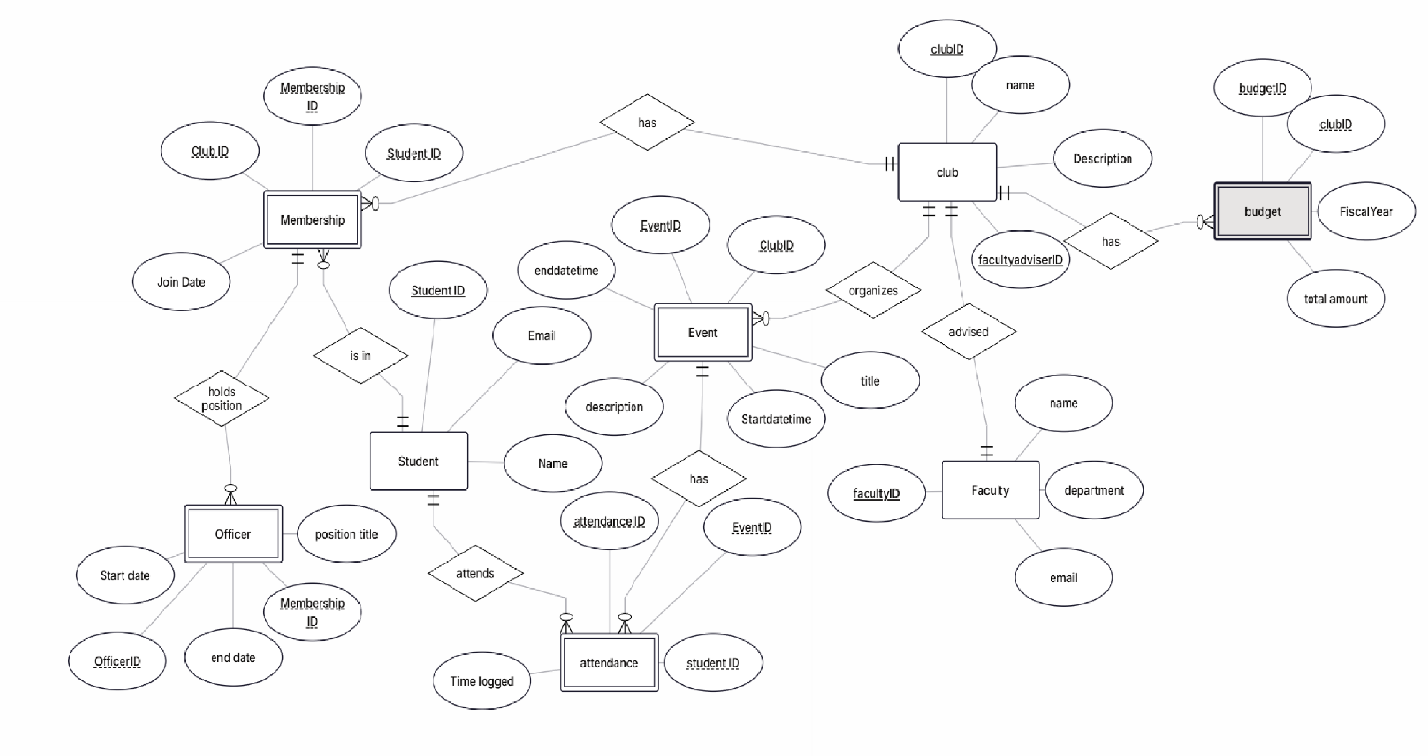 clubID
name
budgetID
clubID
Membership
ID
has
Club ID
Student ID
Description
club
Membership
budget
FiscalYear
EventID
ClubID
has
facultyadviserID
enddatetime
Join Date
Student ID
organizes
total amount
Email
Event
advised
is in
title
holds
position
description
Startdatetime
name
Student
Name
has
facultyID
Faculty
department
attendance ID
EventID
Officer
position title
Start date
attends
email
Membership
ID
OfficerID
end date
attendance
student ID
Time logged